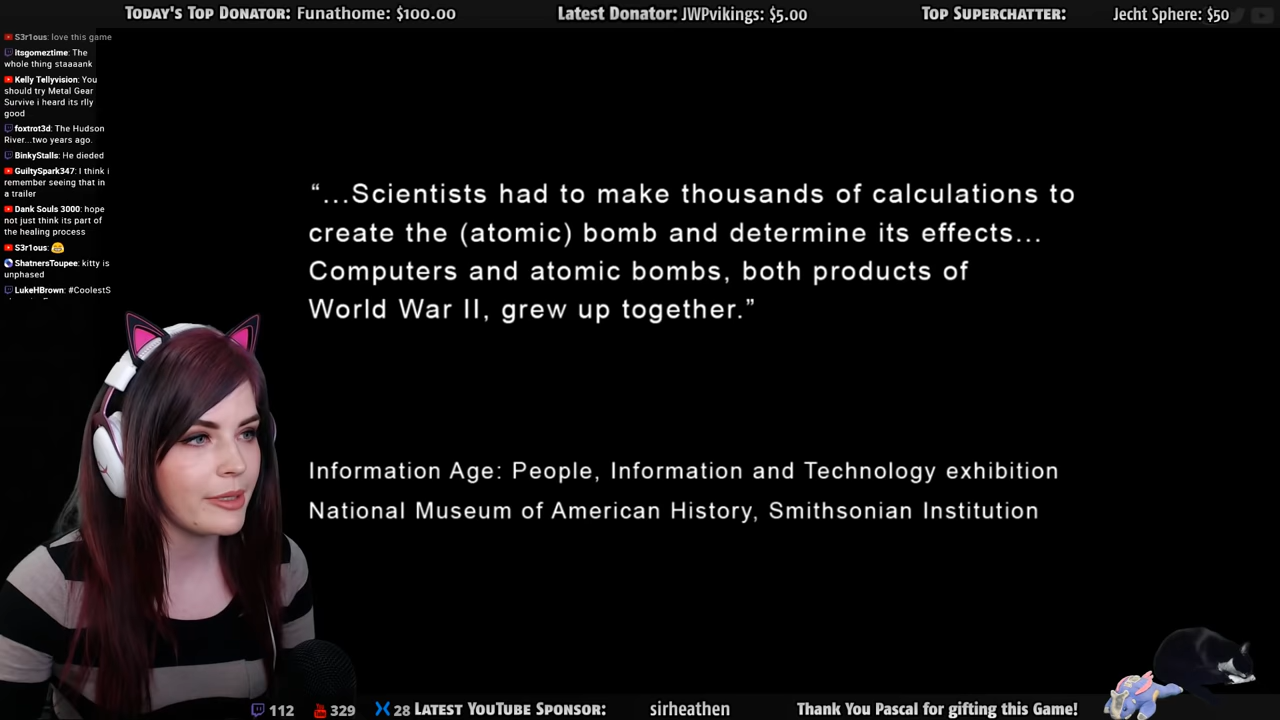 Today's Top Donator: Funathome: $100.00
Latest Donator: JWPvikings: $5.00
Top Superchatter: Jecht Sphere: $50
S3r1ous: love this game
itsgomeztime: The
whole thing staaaank
Kelly Tellyvision: You
should try Metal Gear
Survive i heard its rlly
good
foxtrot3d: The Hudson
River...two years ago.
BinkyStalls: He dieded
GuiltySpark347: I think i
remember seeing that in
a trailer
Dank Souls 3000: hope
not just think its part of
the healing process
S3r1ous: 😂
ShatnersToupee: kitty is
unphased
LukeHBrown: #CoolestS
“...Scientists had to make thousands of calculations to
create the (atomic) bomb and determine its effects...
Computers and atomic bombs, both products of
World War II, grew up together.”
Information Age: People, Information and Technology exhibition
National Museum of American History, Smithsonian Institution
112 329 28 Latest YouTube Sponsor: sirheathen
Thank You Pascal for gifting this Game!